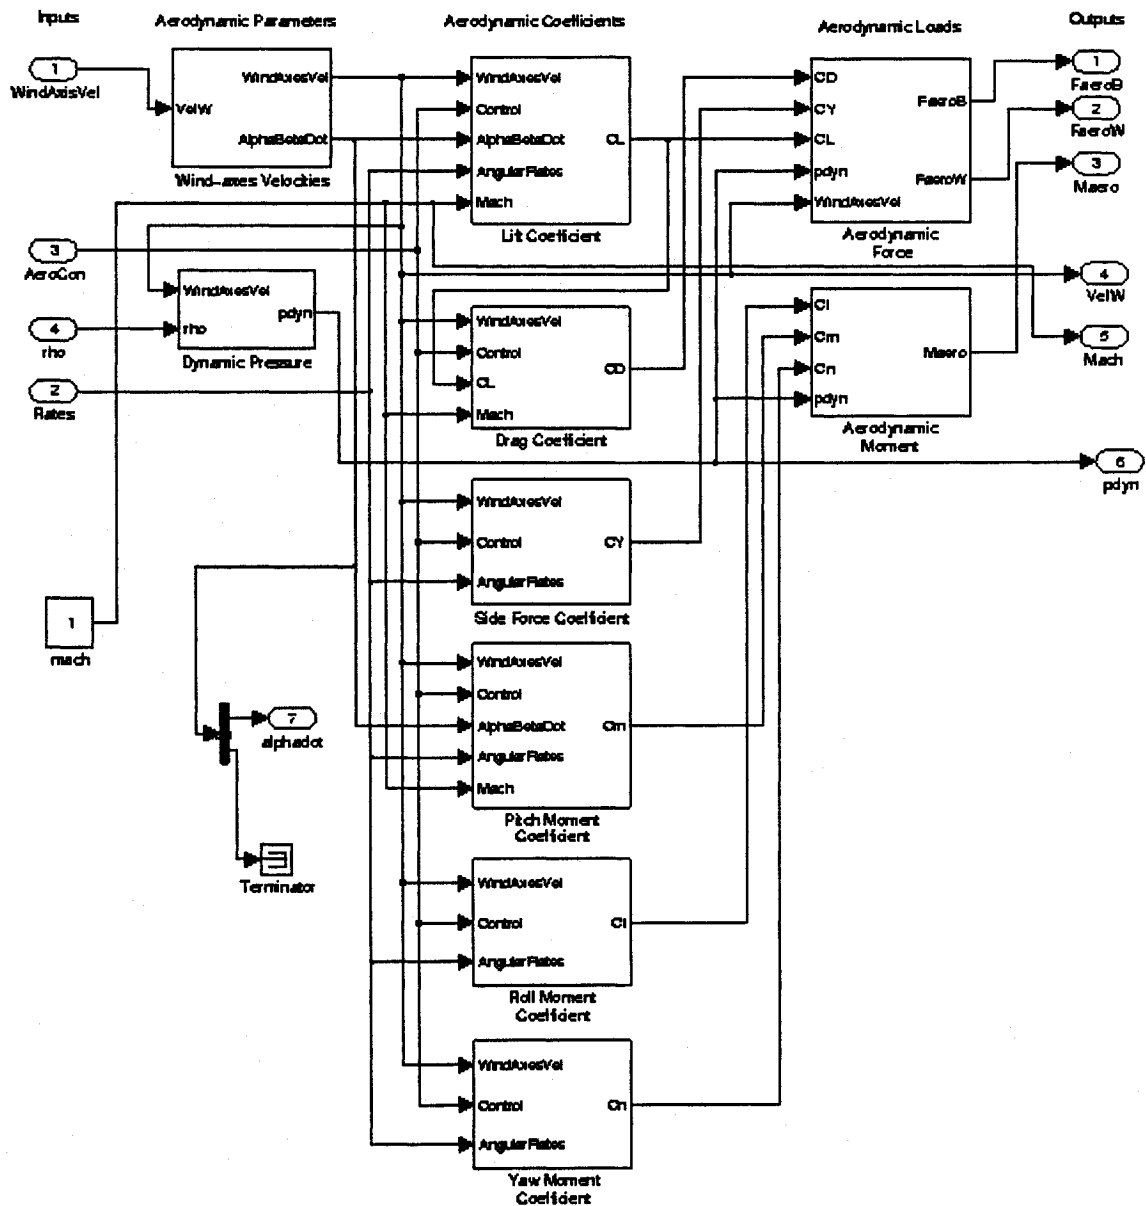 Inputs
Aerodynamic Parameters
Aerodynamic Coefficients
Aerodynamic Loads
Outputs
1
WindAxisVel
3
AeroCon
4
rho
2
Rates
1
mach
VelW
WindAxesVel
AlphaBetaDot
Wind-axes Velocities
WindAxesVel
rho
pdyn
Dynamic Pressure
7
alphadot
Terminator
WindAxesVel
Control
AlphaBetaDot
AngularRates
Mach
CL
Lift Coefficient
WindAxesVel
Control
CL
Mach
CD
Drag Coefficient
WindAxesVel
Control
AngularRates
CY
Side Force Coefficient
WindAxesVel
Control
AlphaBetaDot
AngularRates
Mach
Cm
Pitch Moment
Coefficient
WindAxesVel
Control
AngularRates
Cl
Roll Moment
Coefficient
WindAxesVel
Control
AngularRates
Cn
Yaw Moment
Coefficient
CD
CY
CL
pdyn
WindAxesVel
FaeroB
FaeroW
Aerodynamic
Force
Cl
Cm
Cn
pdyn
Maero
Aerodynamic
Moment
1
FaeroB
2
FaeroW
3
Maero
4
VelW
5
Mach
6
pdyn